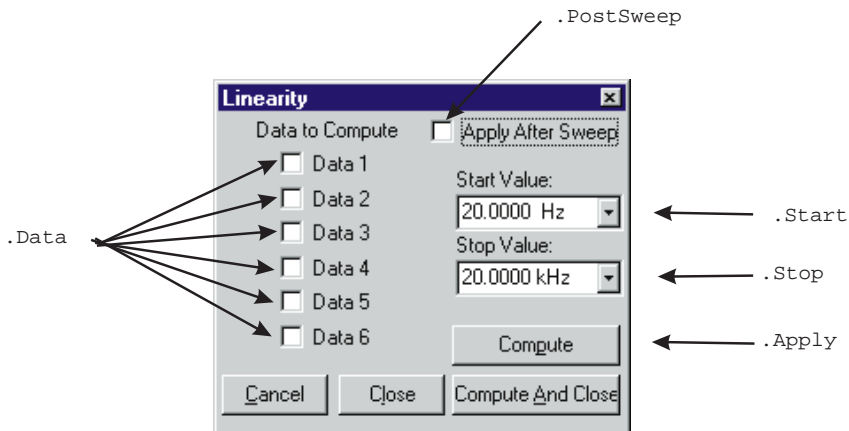 .PostSweep
Linearity
Data to Compute
Apply After Sweep
Data 1
Data 2
Data 3
Data 4
Data 5
Data 6
.Data
Start Value:
20.0000 Hz
.Start
Stop Value:
20.0000 kHz
.Stop
Compute
.Apply
Cancel
Close
Compute And Close